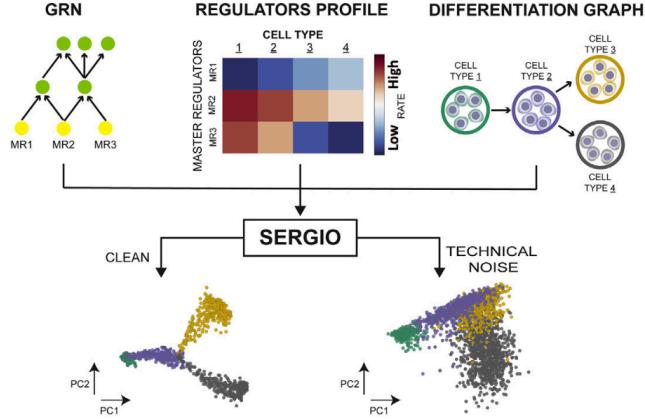 GRN
REGULATORS PROFILE
DIFFERENTIATION GRAPH
MR1 MR2 MR3
CELL TYPE
1 2 3 4
MASTER REGULATORS
MR1
MR2
MR3
High
RATE
Low
CELL
TYPE 1
CELL
TYPE 2
CELL
TYPE 3
CELL
TYPE 4
SERGIO
CLEAN
TECHNICAL
NOISE
PC2
PC1
PC2
PC1